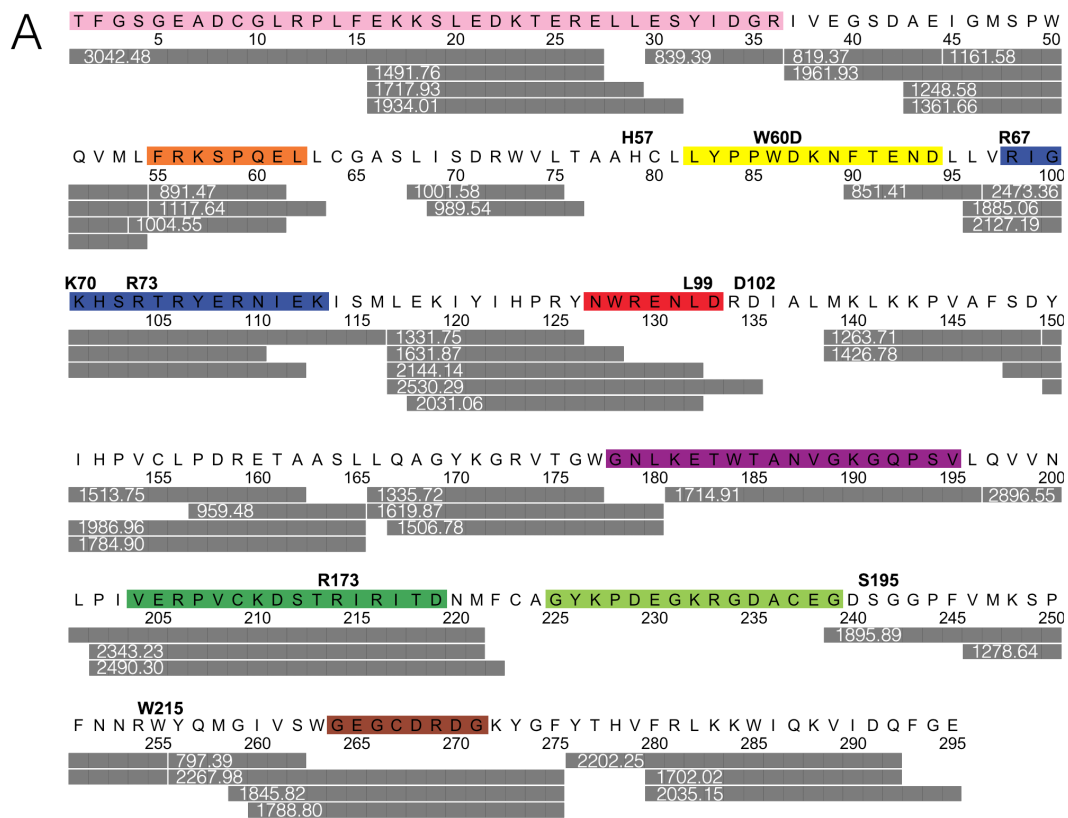 A
T F G S G E A D C G L R P L F E K K S L E D K T E R E L L E S Y I D G R I V E G S D A E I G M S P W
5 10 15 20 25 30 35 40 45 50
3042.48 839.39 819.37 1161.58
1491.76 1961.93
1717.93 1248.58
1934.01 1361.66
H57 W60D R67
Q V M L F R K S P Q E L L C G A S L I S D R W V L T A A H C L L Y P P W D K N F T E N D L L V R I G
55 60 65 70 75 80 85 90 95 100
891.47 1001.58 851.41 2473.36
1117.64 989.54 1885.06
1004.55 2127.19
K70 R73 L99 D102
K H S R T R Y E R N I E K I S M L E K I Y I H P R Y N W R E N L D R D I A L M K L K K P V A F S D Y
105 110 115 120 125 130 135 140 145 150
1331.75 1263.71
1631.87 1426.78
2144.14
2530.29
2031.06
I H P V C L P D R E T A A S L L Q A G Y K G R V T G W G N L K E T W T A N V G K G Q P S V L Q V V N
155 160 165 170 175 180 185 190 195 200
1513.75 1335.72 1714.91 2896.55
959.48 1619.87
1986.96 1506.78
1784.90
R173 S195
L P I V E R P V C K D S T R I R I T D N M F C A G Y K P D E G K R G D A C E G D S G G P F V M K S P
205 210 215 220 225 230 235 240 245 250
1895.89
2343.23 1278.64
2490.30
W215
F N N R W Y Q M G I V S W G E G C D R D G K Y G F Y T H V F R L K K W I Q K V I D Q F G E
255 260 265 270 275 280 285 290 295
797.39 2202.25
2267.98 1702.02
1845.82 2035.15
1788.80